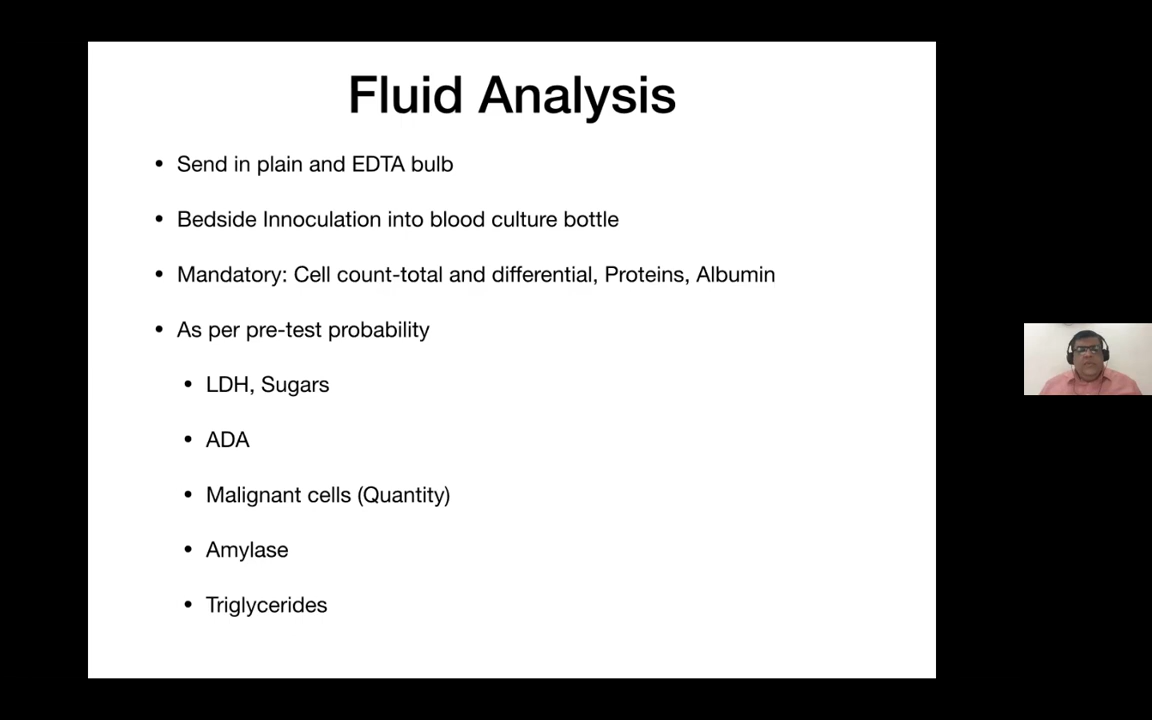 Fluid Analysis
• Send in plain and EDTA bulb
• Bedside Innoculation into blood culture bottle
• Mandatory: Cell count-total and differential, Proteins, Albumin
• As per pre-test probability
• LDH, Sugars
• ADA
• Malignant cells (Quantity)
• Amylase
• Triglycerides